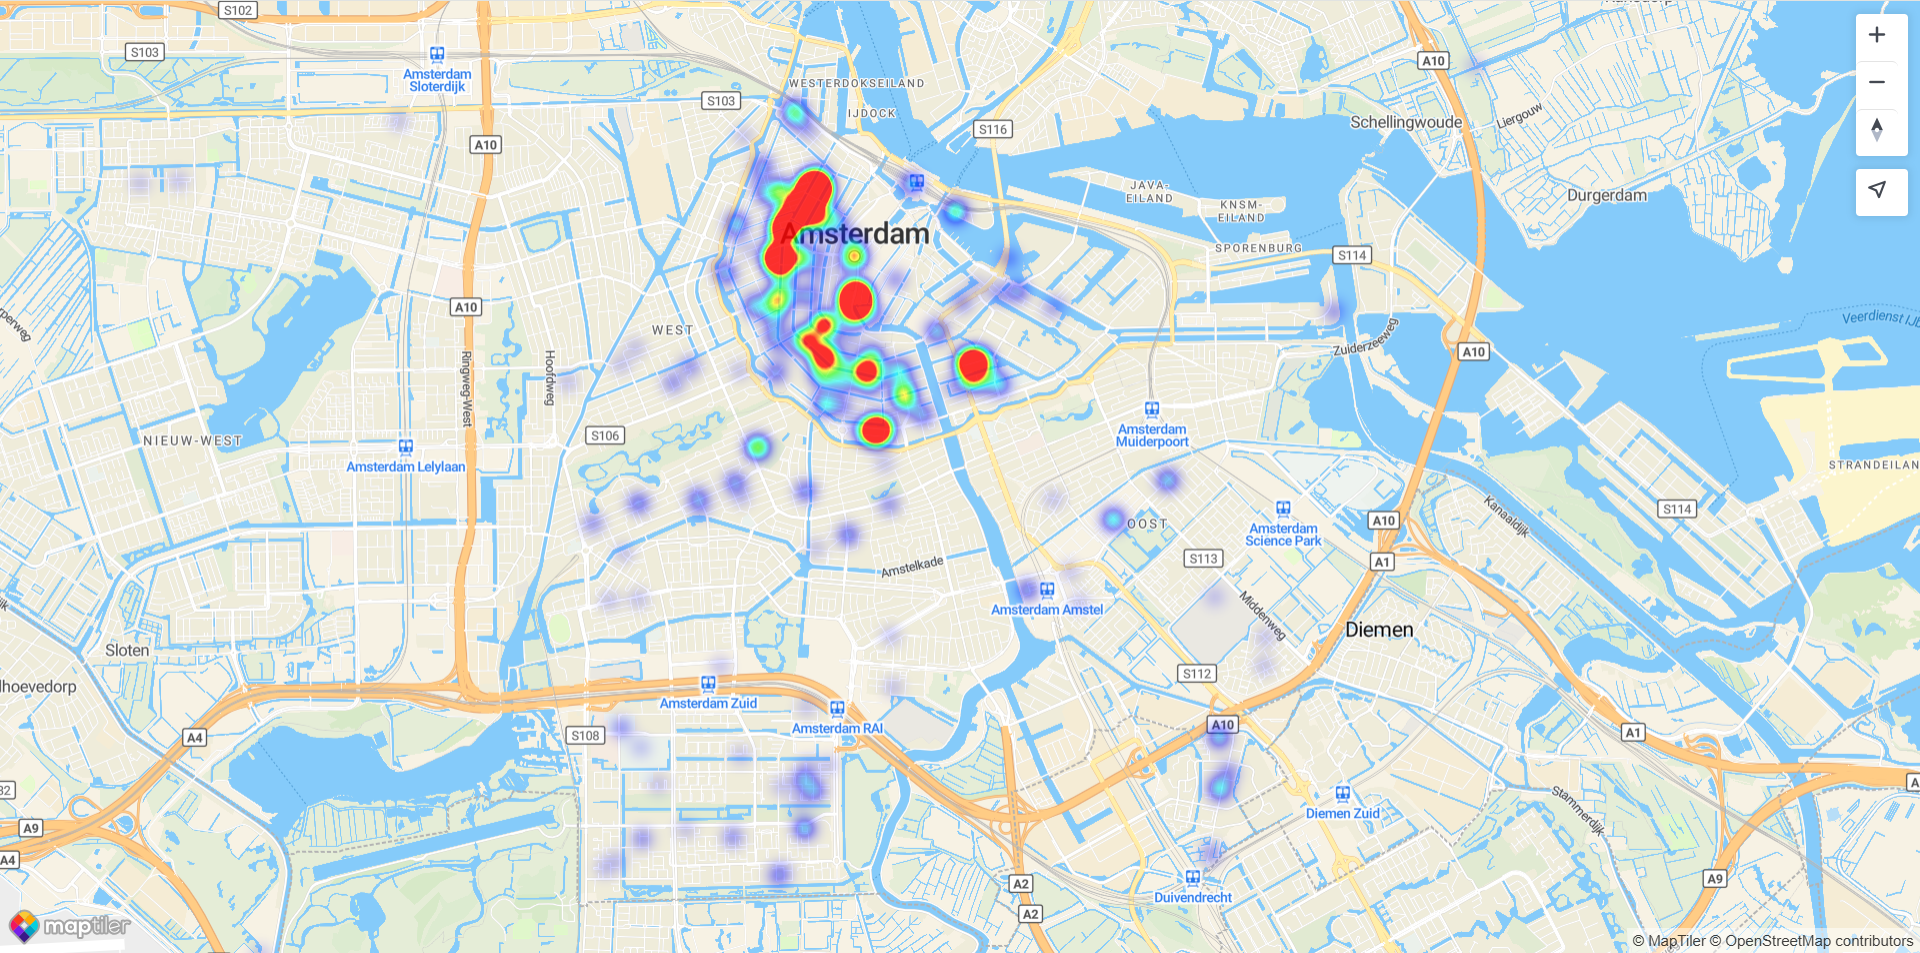 S102
S103
Amsterdam
Sloterdijk
A10
S103
WESTERDOKSEILAND
IJDOCK
S116
A10
Liergouw
Schellingwoude
A10
JAVA-
EILAND
KNSM-
EILAND
Durgerdam
SPORENBURG
S114
Amsterdam
A10
WEST
Veerdienst IJB
Zuiderzeeweg
A10
Ringweg-West
Hoofdweg
NIEUW-WEST
S106
Amsterdam Lelylaan
Amsterdam
Muiderpoort
STRANDEILAN
Kanaaldijk
S114
OOST
Amsterdam
Science Park
A10
A1
S113
Amstelkade
Amsterdam Amstel
Middenweg
Diemen
Sloten
lhoevedorp
S112
Amsterdam Zuid
Amsterdam RAI
A10
A4
S108
A1
A9
A4
Diemen Zuid
Stammerdijk
A2
A2
Duivendrecht
A9
maptiler
© MapTiler © OpenStreetMap contributors